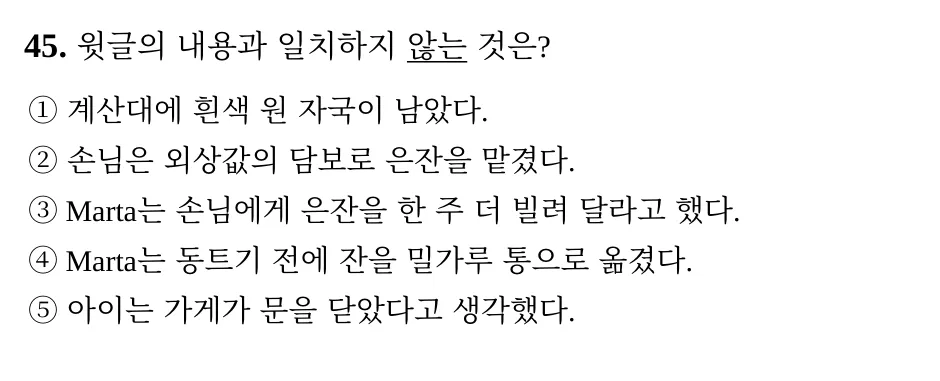 45. 윗글의 내용과 일치하지 않는 것은?
① 계산대에 흰색 원 자국이 남았다.
② 손님은 외상값의 담보로 은잔을 맡겼다.
③ Marta는 손님에게 은잔을 한 주 더 빌려 달라고 했다.
④ Marta는 동트기 전에 잔을 밀가루 통으로 옮겼다.
⑤ 아이는 가게가 문을 닫았다고 생각했다.